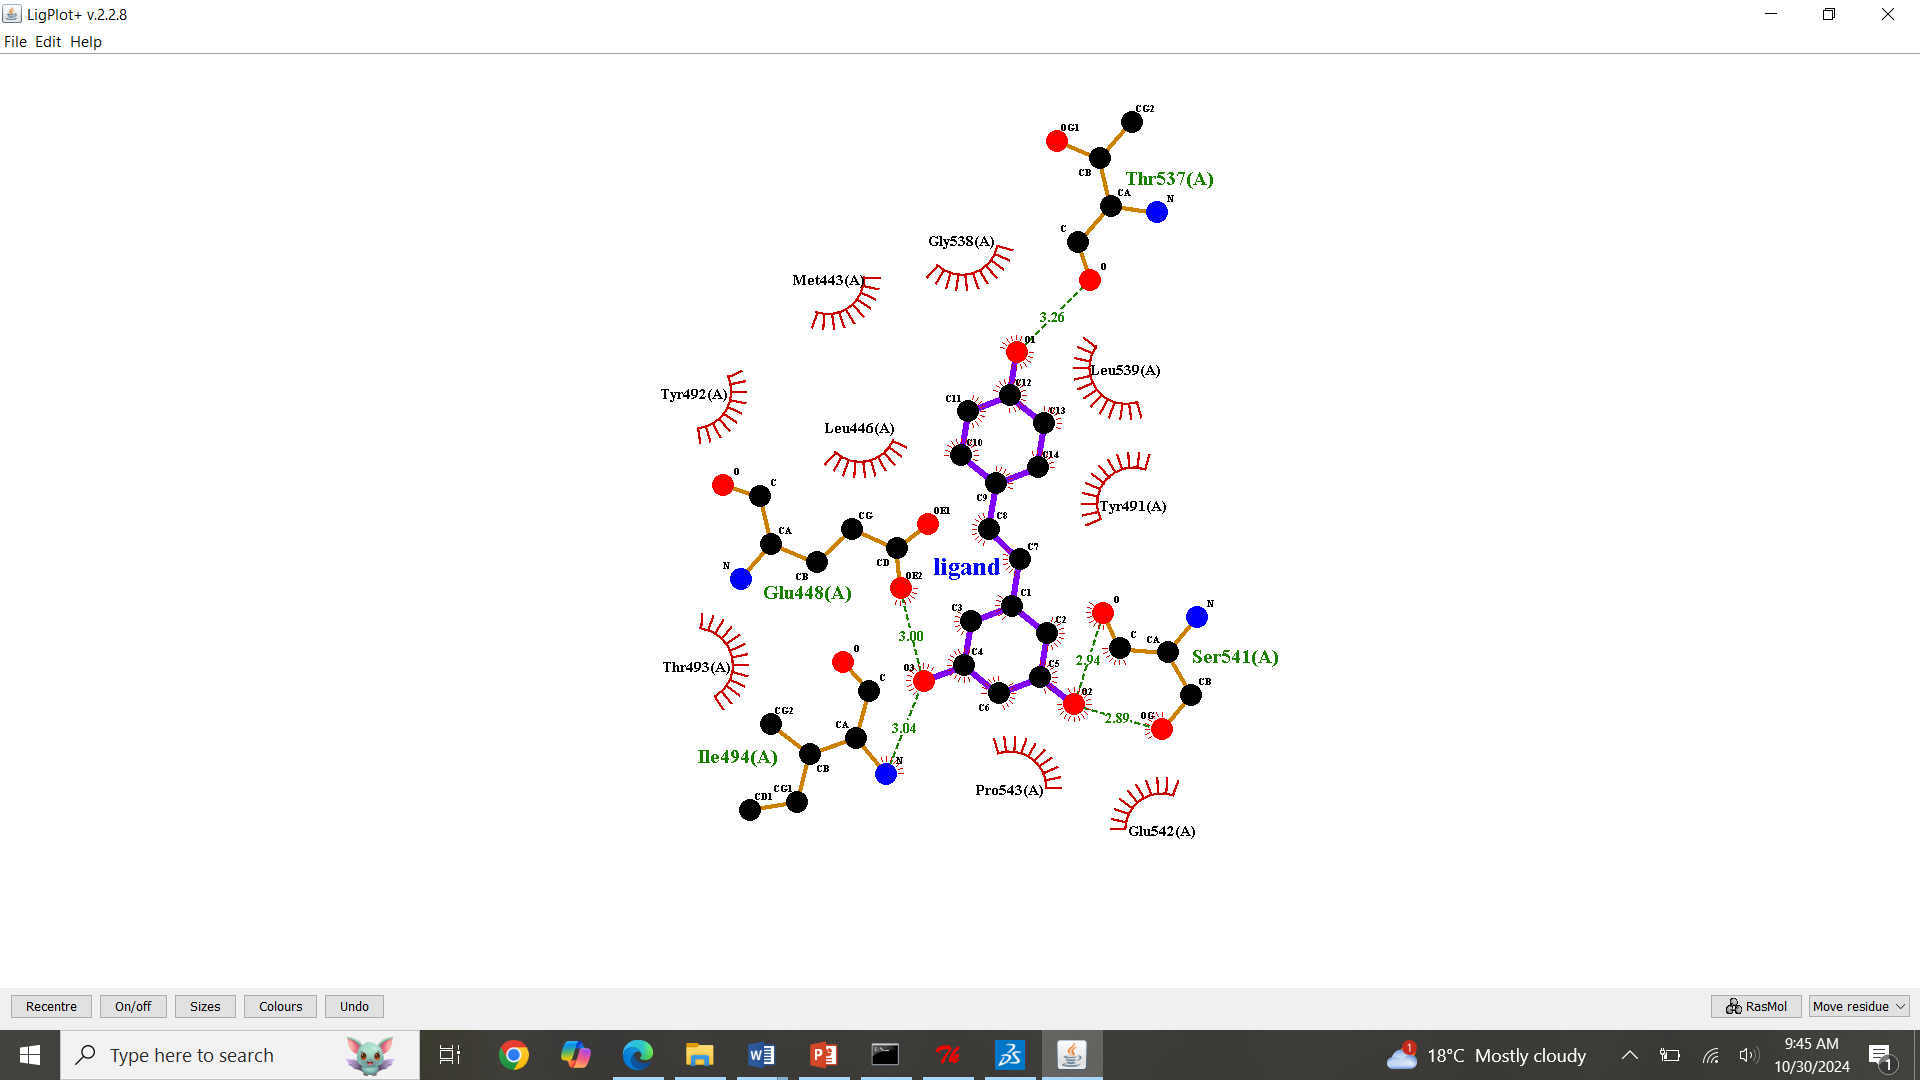 LigPlot+ v.2.2.8
File Edit Help
CG2
OG1
CB
Thr537(A)
CA
N
C
O
Gly538(A)
Met443(A)
3.26
O1
Leu539(A)
Tyr492(A)
C12
C11
C13
Leu446(A)
C10
C14
O
C
C9
Tyr491(A)
OE1
CG
C8
CA
C7
CD
N
CB
OE2
ligand
Glu448(A)
C1
O
N
C3
C2
3.00
C
CA
O
C4
2.94
Ser541(A)
Thr493(A)
O3
C5
C
CB
O2
C6
CG2
CA
3.04
2.89
OG
Ile494(A)
CB
N
CD1
CG1
Pro543(A)
Glu542(A)
Recentre On/off Sizes Colours Undo RasMol Move residue
Type here to search
1
18°C Mostly cloudy
9:45 AM
10/30/2024
1